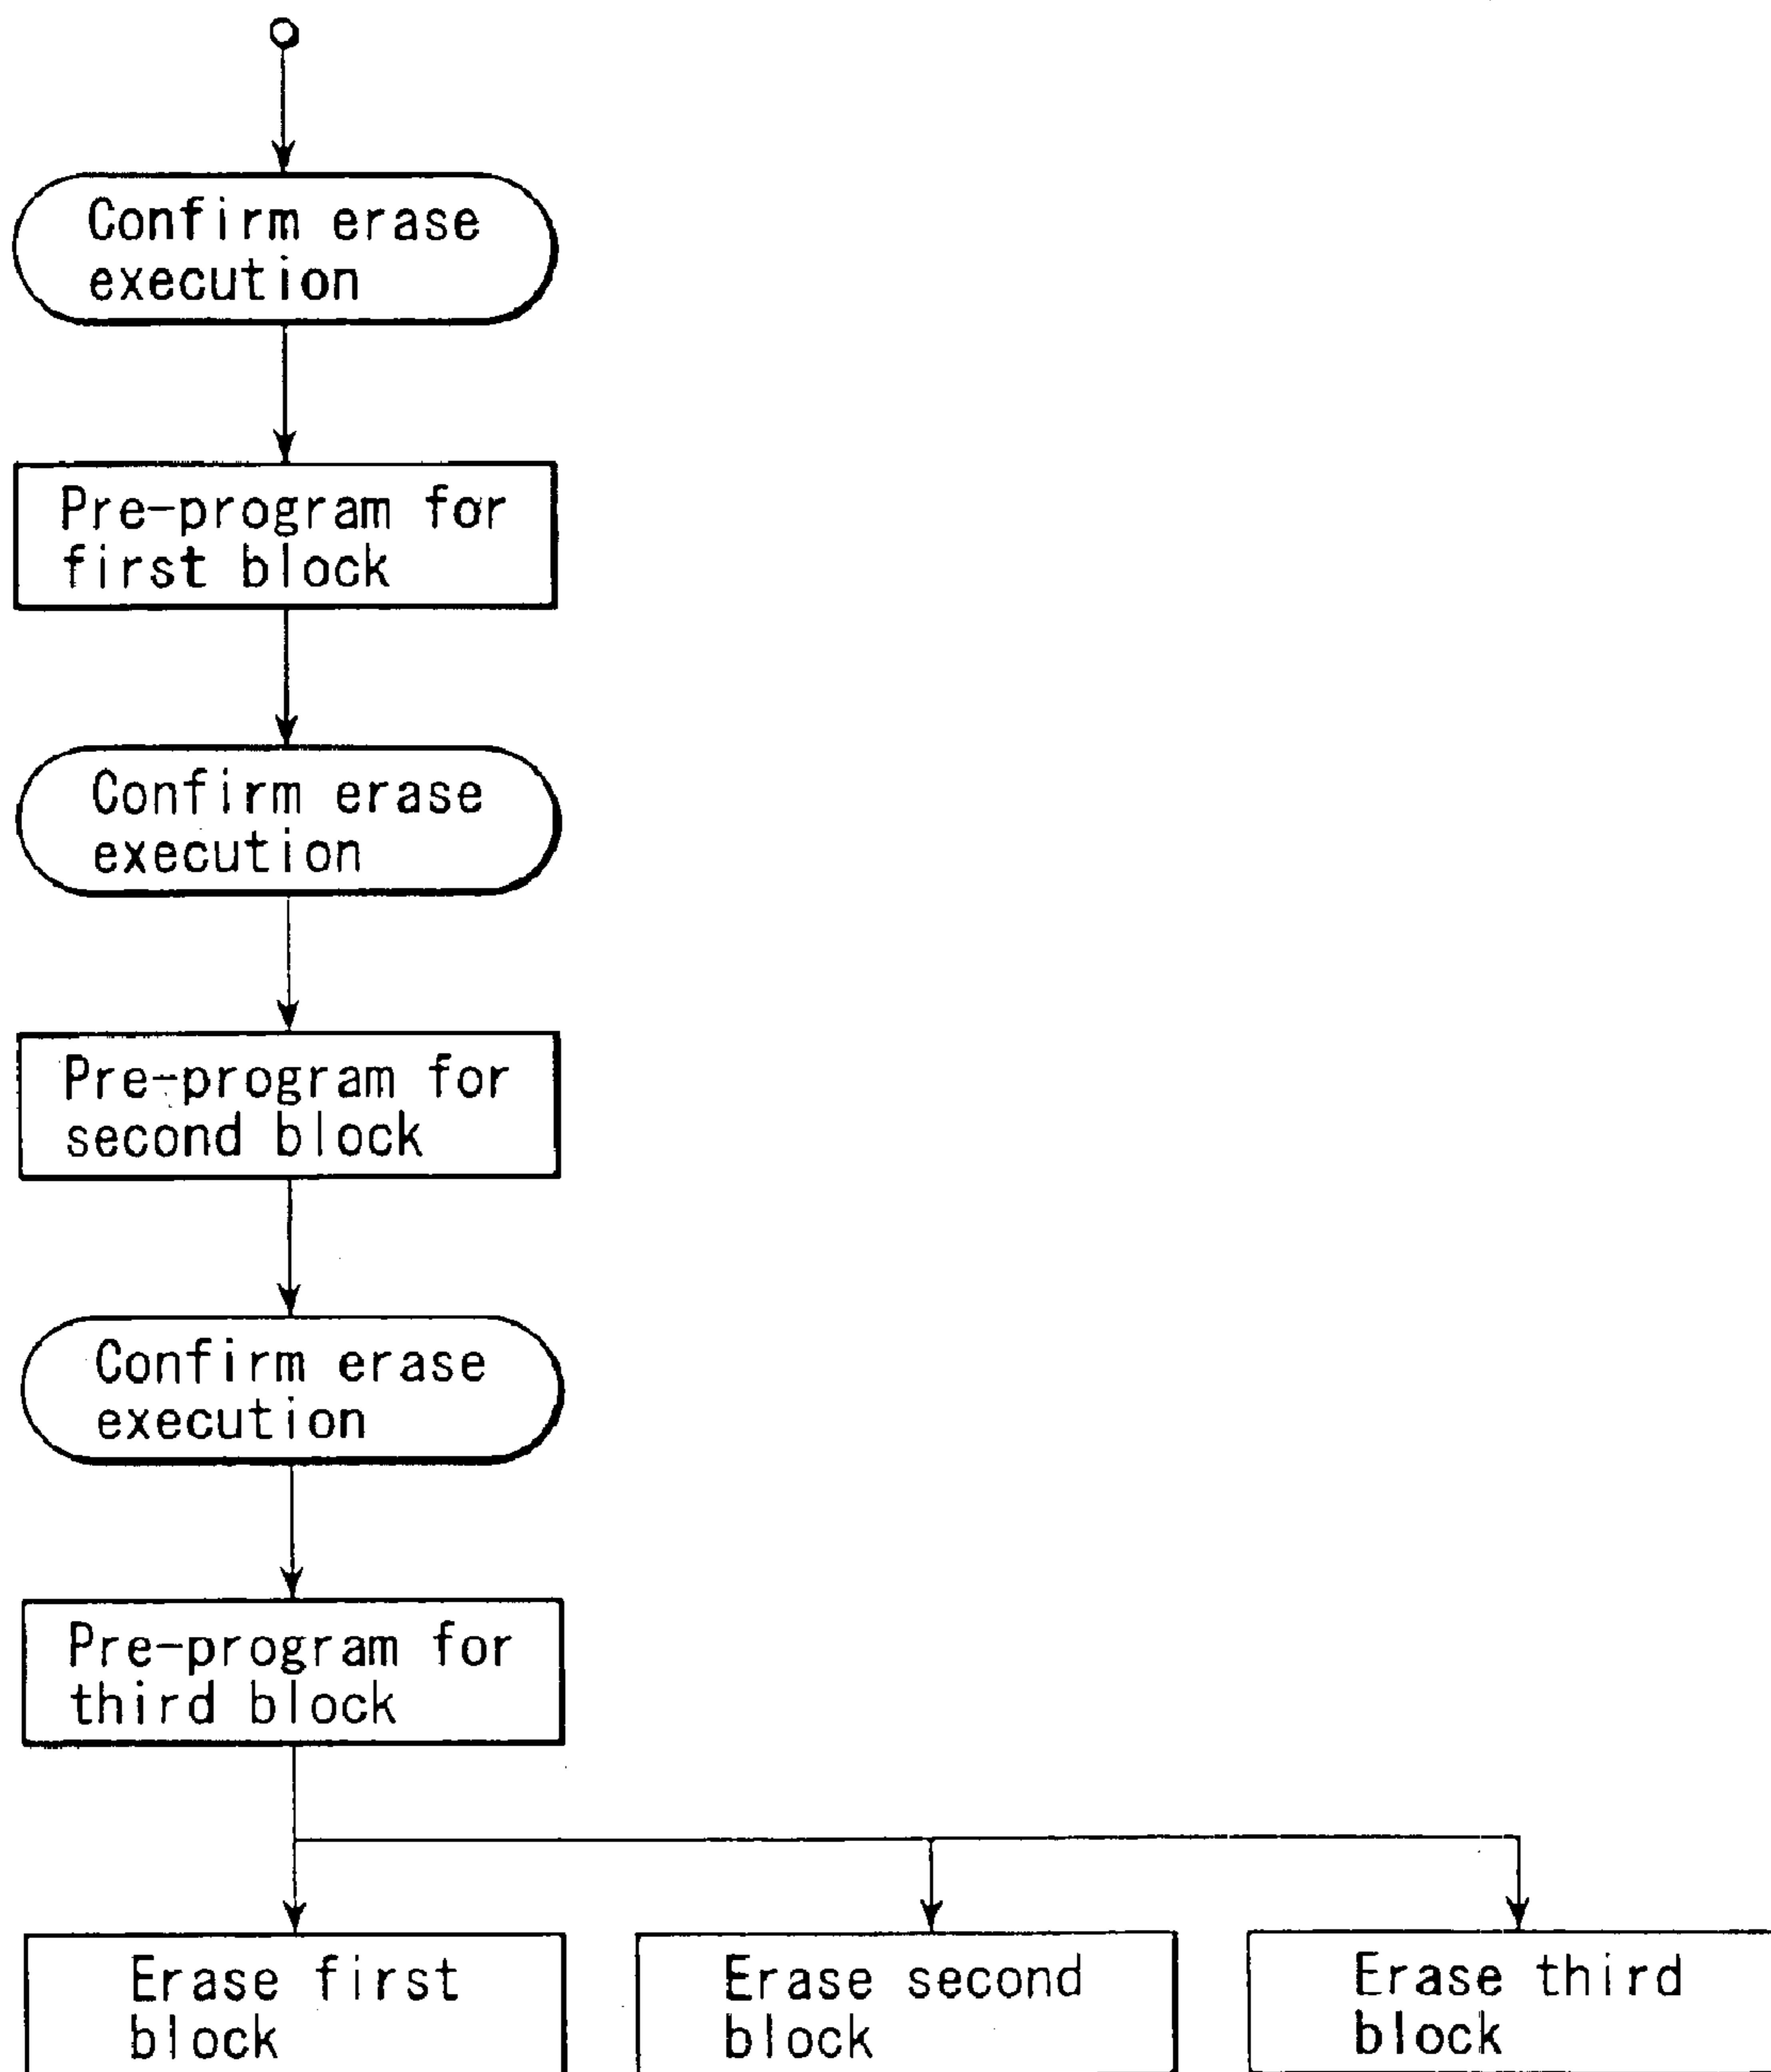 Confirm erase
execution
Pre-program for
first block
Confirm erase
execution
Pre-program for
second block
Confirm erase
execution
Pre-program for
third block
Erase first
block
Erase second
block
Erase third
block